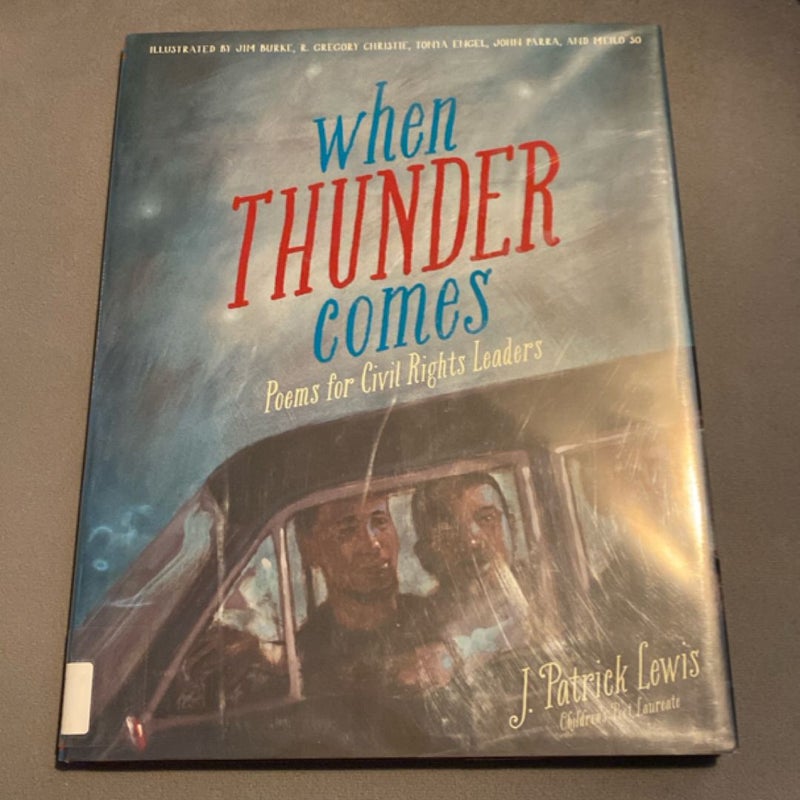 ILLUSTRATED BY JIM BURKE, R. GREGORY CHRISTIE, TONYA ENGEL, JOHN PARRA, AND MEILO SO
when
THUNDER
comes
Poems for Civil Rights Leaders
J. Patrick Lewis
Children's Poet Laureate